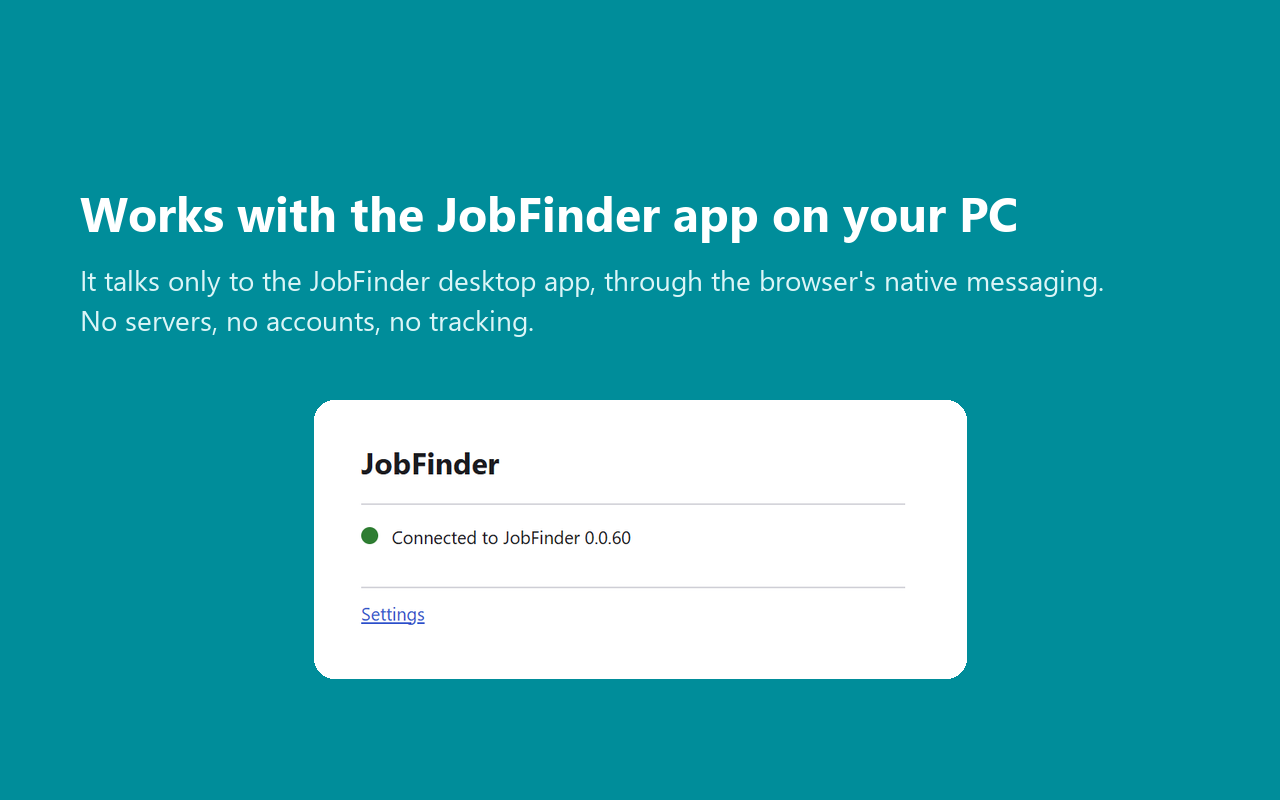 Works with the JobFinder app on your PC
It talks only to the JobFinder desktop app, through the browser's native messaging.
No servers, no accounts, no tracking.
JobFinder
Connected to JobFinder 0.0.60
Settings